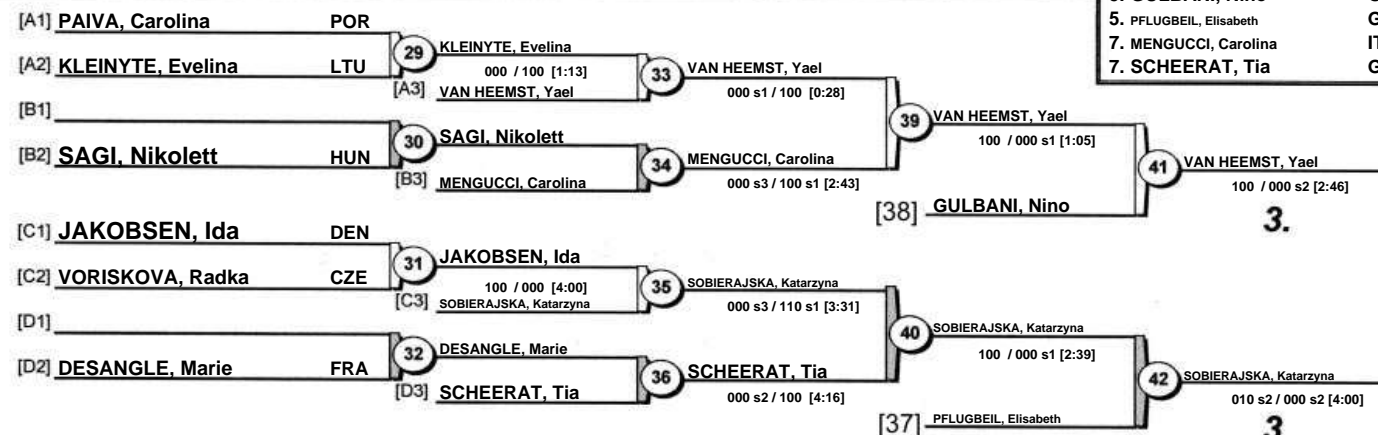 [A1] PAIVA, Carolina POR
[A2] KLEINYTE, Evelina LTU
[B1]
[B2] SAGI, Nikolett HUN
[C1] JAKOBSEN, Ida DEN
[C2] VORISKOVA, Radka CZE
[D1]
[D2] DESANGLE, Marie FRA
29 KLEINYTE, Evelina
000 / 100 [1:13]
[A3] VAN HEEMST, Yael
30 SAGI, Nikolett
[B3] MENGUCCI, Carolina
31 JAKOBSEN, Ida
100 / 000 [4:00]
[C3] SOBIERAJSKA, Katarzyna
32 DESANGLE, Marie
[D3] SCHEERAT, Tia
33 VAN HEEMST, Yael
000 s1 / 100 [0:28]
34 MENGUCCI, Carolina
000 s3 / 100 s1 [2:43]
35 SOBIERAJSKA, Katarzyna
000 s3 / 110 s1 [3:31]
36 SCHEERAT, Tia
000 s2 / 100 [4:16]
39 VAN HEEMST, Yael
100 / 000 s1 [1:05]
[38] GULBANI, Nino
40 SOBIERAJSKA, Katarzyna
100 / 000 s1 [2:39]
[37] PFLUGBEIL, Elisabeth
41 VAN HEEMST, Yael
100 / 000 s2 [2:46]
3.
42 SOBIERAJSKA, Katarzyna
010 s2 / 000 s2 [4:00]
3
5. PFLUGBEIL, Elisabeth G
7. MENGUCCI, Carolina IT
7. SCHEERAT, Tia G